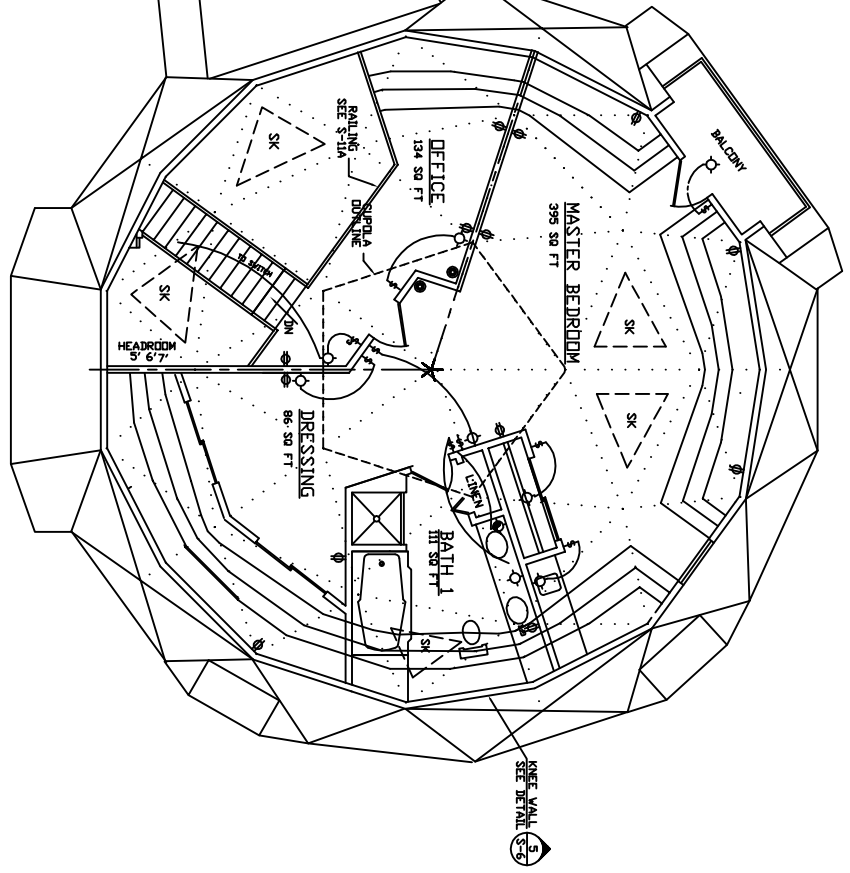 BALCONY
RAILING
SEE S-11A
SK
OFFICE
134 SQ FT
CUPOLA
OUTLINE
MASTER BEDROOM
395 SQ FT
TO SWITCH
SK
SK
DN
HEADROOM
5' 6'7'
SK
DRESSING
86 SQ FT
LINEN
BATH 1
111 SQ FT
SK
KNEE WALL
SEE DETAIL
5
S-6